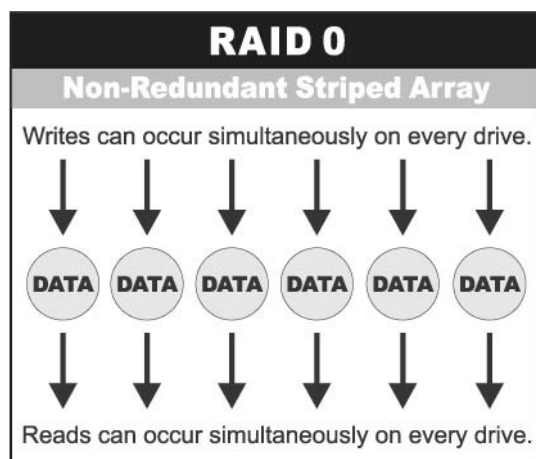 RAID 0
Non-Redundant Striped Array
Writes can occur simultaneously on every drive.
DATA DATA DATA DATA DATA DATA
Reads can occur simultaneously on every drive.